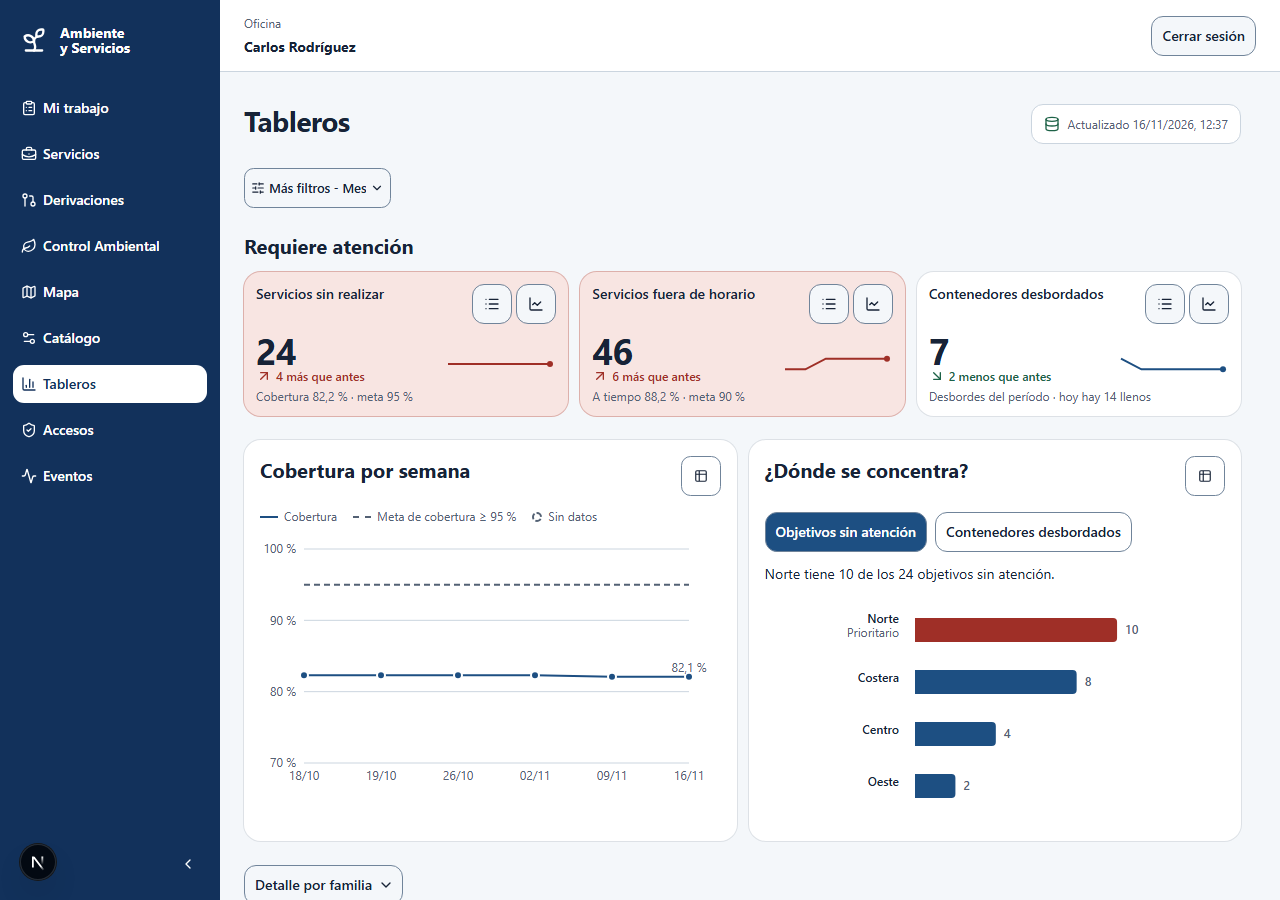 Ambiente
y Servicios
Oficina
Carlos Rodríguez
Cerrar sesión
Mi trabajo
Servicios
Derivaciones
Control Ambiental
Mapa
Catálogo
Tableros
Accesos
Eventos
N
Tableros
Actualizado 16/11/2026, 12:37
Más filtros - Mes
Requiere atención
Servicios sin realizar
24
4 más que antes
Cobertura 82,2 % · meta 95 %
Servicios fuera de horario
46
6 más que antes
A tiempo 88,2 % · meta 90 %
Contenedores desbordados
7
2 menos que antes
Desbordes del período · hoy hay 14 llenos
Cobertura por semana
Cobertura
Meta de cobertura ≥ 95 %
Sin datos
100 %
90 %
82,1 %
80 %
70 %
18/10 19/10 26/10 02/11 09/11 16/11
¿Dónde se concentra?
Objetivos sin atención
Contenedores desbordados
Norte tiene 10 de los 24 objetivos sin atención.
Norte
Prioritario
10
Costera 8
Centro 4
Oeste 2
Detalle por familia